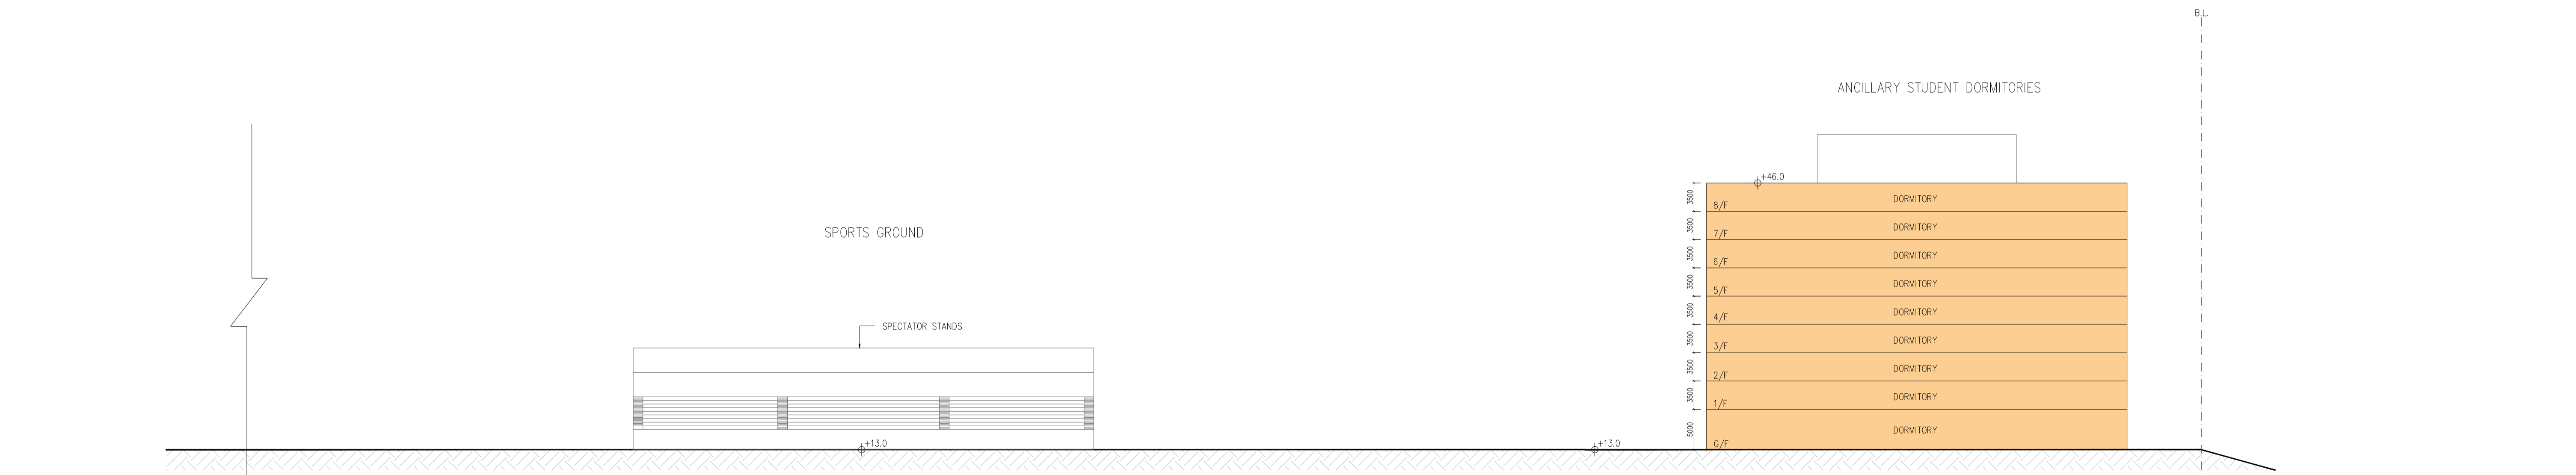 B.L.
ANCILLARY STUDENT DORMITORIES
+46.0
SPORTS GROUND
SPECTATOR STANDS
3500
8/F
DORMITORY
3500
7/F
DORMITORY
3500
6/F
DORMITORY
3500
5/F
DORMITORY
3500
4/F
DORMITORY
3500
3/F
DORMITORY
3500
2/F
DORMITORY
3500
1/F
DORMITORY
5000
G/F
DORMITORY
+13.0
+13.0